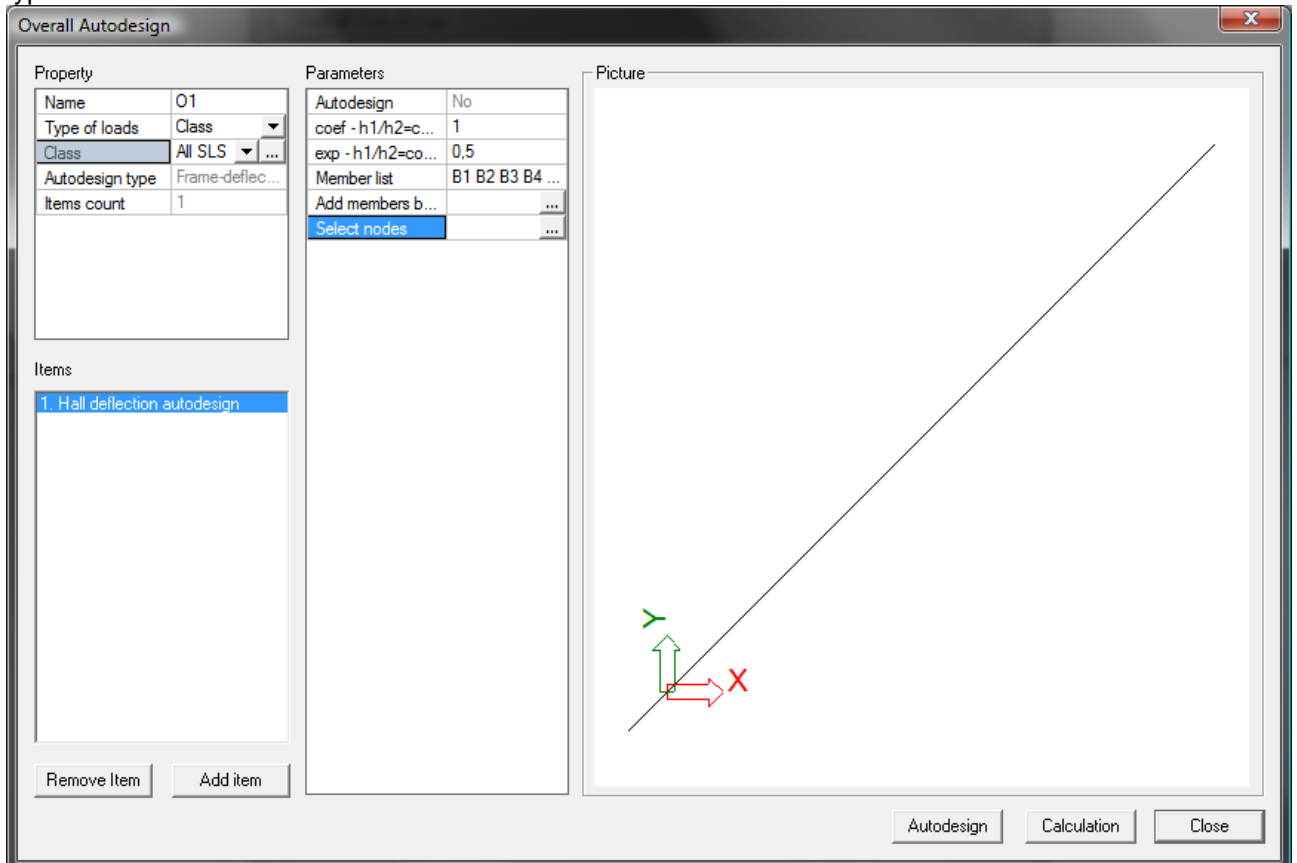 Overall Autodesign
Property
Name O1
Type of loads Class
Class All SLS ...
Autodesign type Frame-deflec...
Items count 1
Items
1. Hall deflection autodesign
Remove Item Add item
Parameters
Autodesign No
coef - h1/h2=c... 1
exp - h1/h2=co... 0,5
Member list B1 B2 B3 B4 ...
Add members b... ...
Select nodes ...
Picture
Y
X
Autodesign Calculation Close